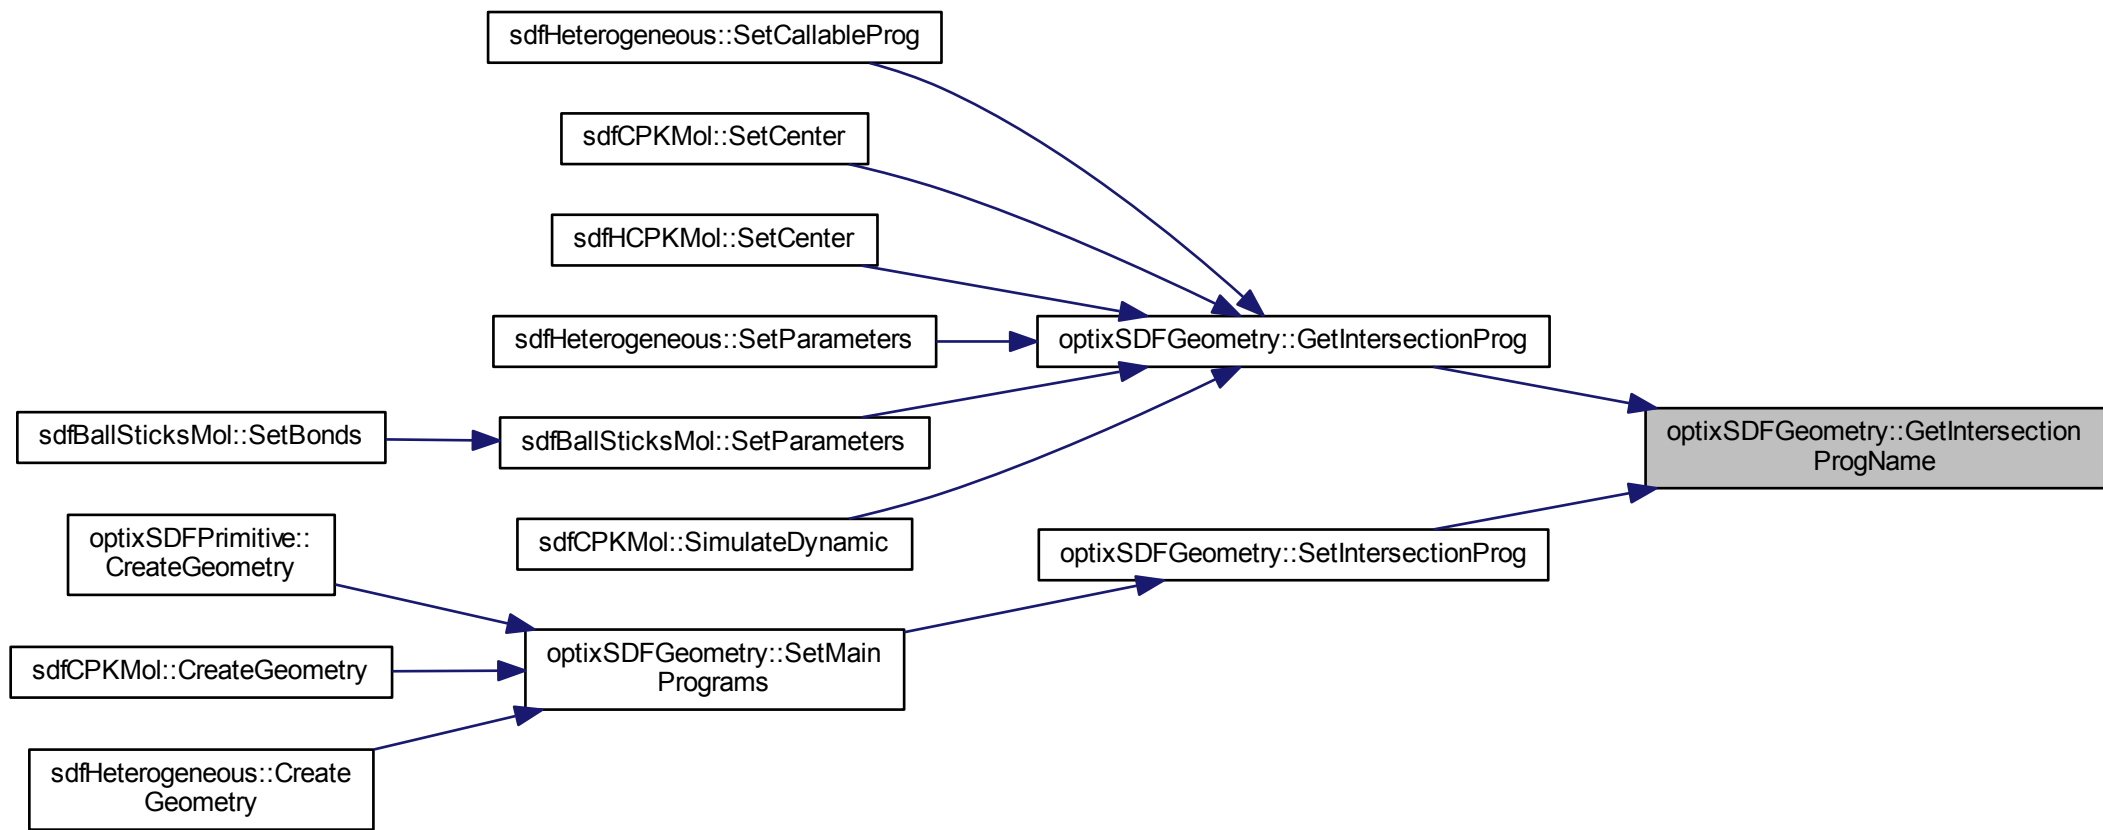 sdfHeterogeneous::SetCallableProg
sdfCPKMol::SetCenter
sdfHCPKMol::SetCenter
sdfHeterogeneous::SetParameters
optixSDFGeometry::GetIntersectionProg
sdfBallSticksMol::SetBonds
sdfBallSticksMol::SetParameters
optixSDFGeometry::GetIntersection
ProgName
optixSDFPrimitive::
CreateGeometry
sdfCPKMol::SimulateDynamic
optixSDFGeometry::SetIntersectionProg
sdfCPKMol::CreateGeometry
optixSDFGeometry::SetMain
Programs
sdfHeterogeneous::Create
Geometry